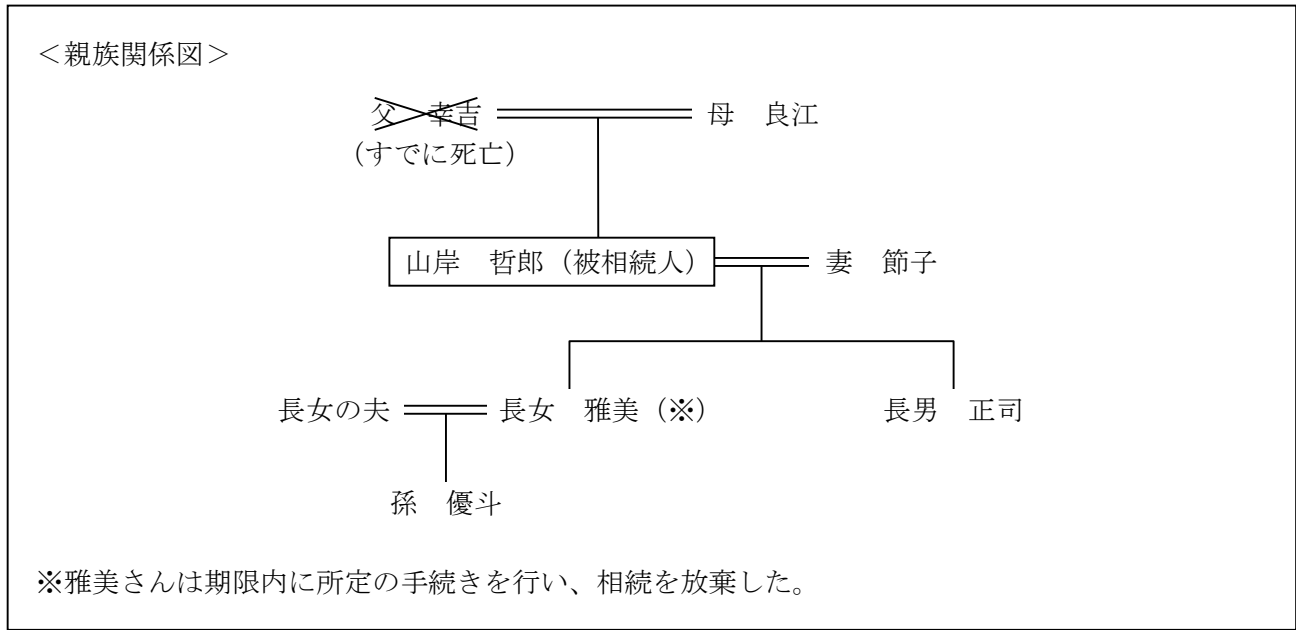 ＜親族関係図＞
父　幸吉
母　良江
（すでに死亡）
山岸　哲郎（被相続人）
妻　節子
長女の夫
長女　雅美（※）
長男　正司
孫　優斗
※雅美さんは期限内に所定の手続きを行い、相続を放棄した。